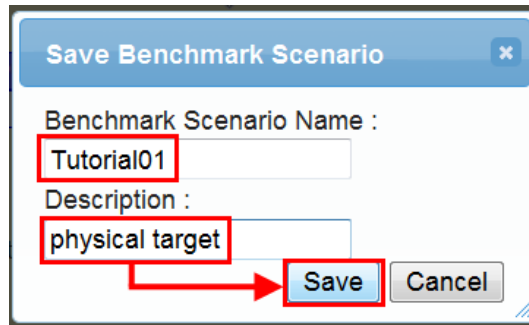 Save Benchmark Scenario
Benchmark Scenario Name :
Tutorial01
Description :
physical target
Save Cancel